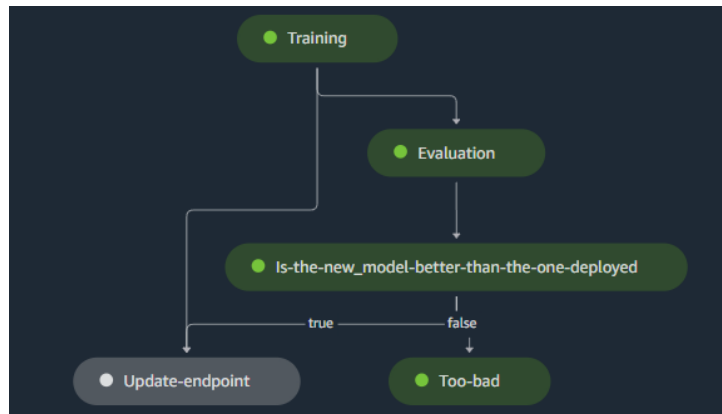 Training
Evaluation
Is-the-new_model-better-than-the-one-deployed
true
false
Update-endpoint
Too-bad